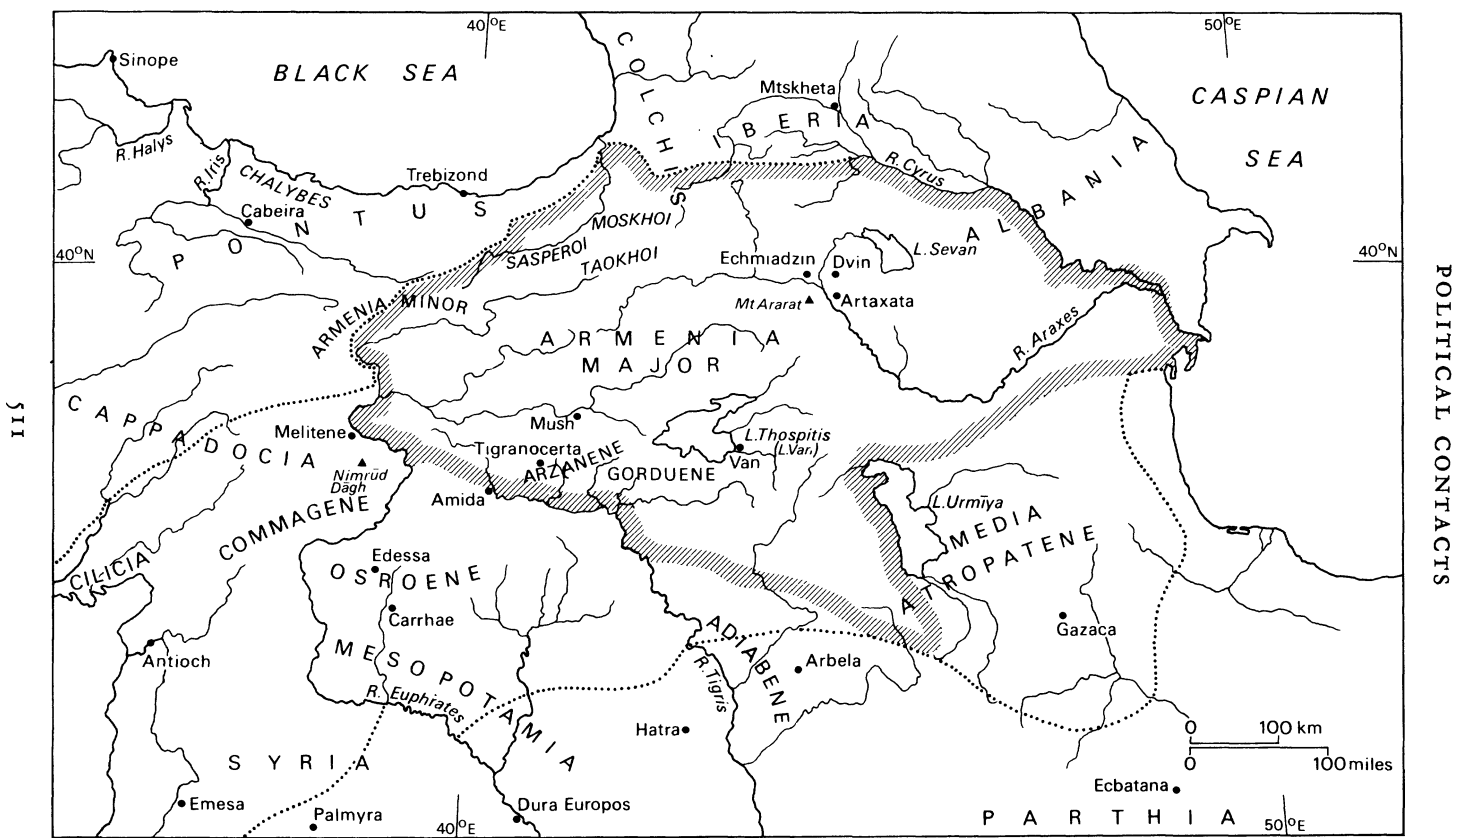 40°E
50°E
Sinope
BLACK SEA
COLCHIS
Mtskheta
CASPIAN
SEA
IBERIA
R. Halys
R. Iris
CHALYBES
Trebizond
R. Cyrus
ALBANIA
Cabeira
PONTUS
MOSKHOI
SASPEROI
TAOKHOI
L. Sevan
40°N
40°N
Echmiadzin
Dvin
Mt Ararat
Artaxata
ARMENIA MINOR
R. Araxes
ARMENIA
MAJOR
CAPPADOCIA
Melitene
Mush
L. Thospitis
(L. Van)
Van
Tigranocerta
ARZANENE
GORDUENE
Nimrūd
Dāgh
Amida
L. Urmīya
COMMAGENE
MEDIA
ATROPATENE
CILICIA
Edessa
OSROENE
Carrhae
Gazaca
ADIABENE
Antioch
MESOPOTAMIA
Arbela
R. Tigris
R. Euphrates
Hatra
0 100 km
0 100 miles
SYRIA
Emesa
Palmyra
Dura Europos
Ecbatana
PARTHIA
40°E
50°E
POLITICAL CONTACTS
511